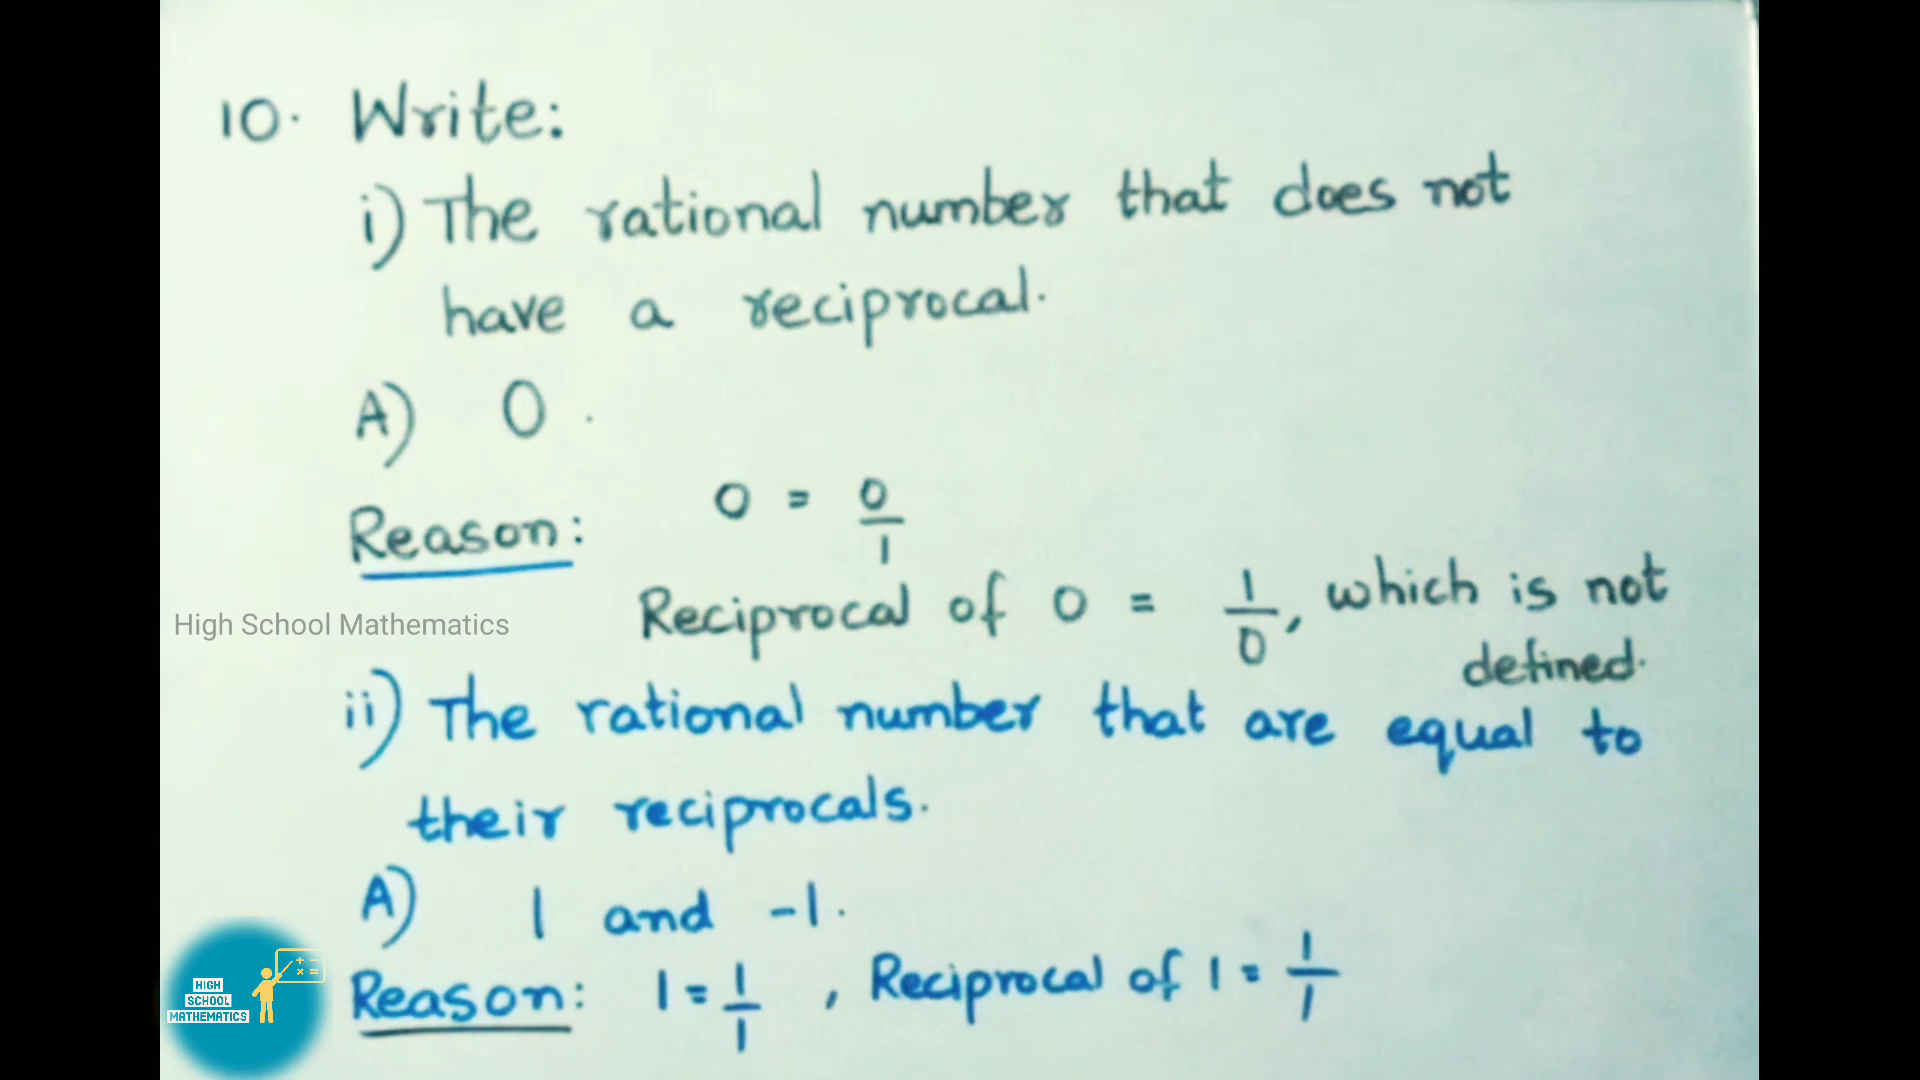 10. Write:
i) The rational number that does not
have a reciprocal.
A) 0.
Reason: 0 = 0/1
Reciprocal of 0 = 1/0, which is not
defined.
High School Mathematics
ii) The rational number that are equal to
their reciprocals.
A) 1 and -1.
Reason: 1 = 1/1, Reciprocal of 1 = 1/1
HIGH
SCHOOL
MATHEMATICS
+ −
× =